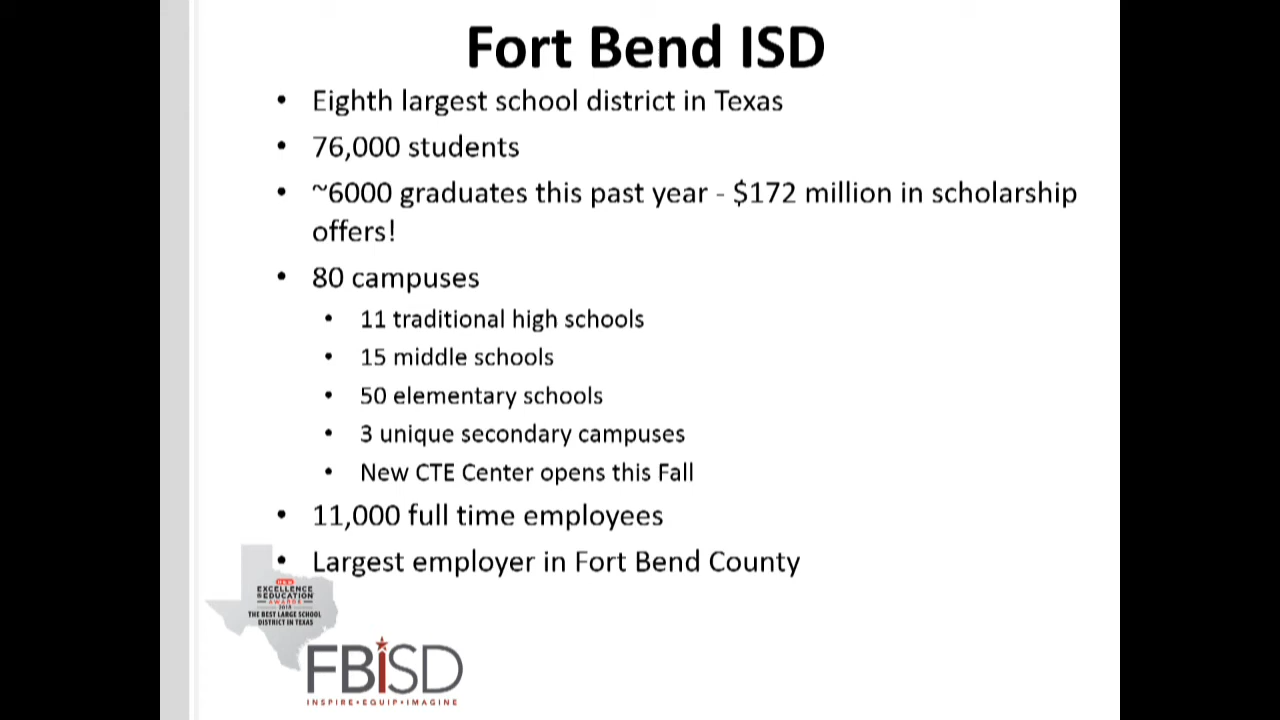 Fort Bend ISD
• Eighth largest school district in Texas
• 76,000 students
• ~6000 graduates this past year - $172 million in scholarship
offers!
• 80 campuses
• 11 traditional high schools
• 15 middle schools
• 50 elementary schools
• 3 unique secondary campuses
• New CTE Center opens this Fall
• 11,000 full time employees
• Largest employer in Fort Bend County
EXCELLENCE
IN EDUCATION
AWARDS
THE BEST LARGE SCHOOL
DISTRICT IN TEXAS
FBISD
INSPIRE•EQUIP•IMAGINE